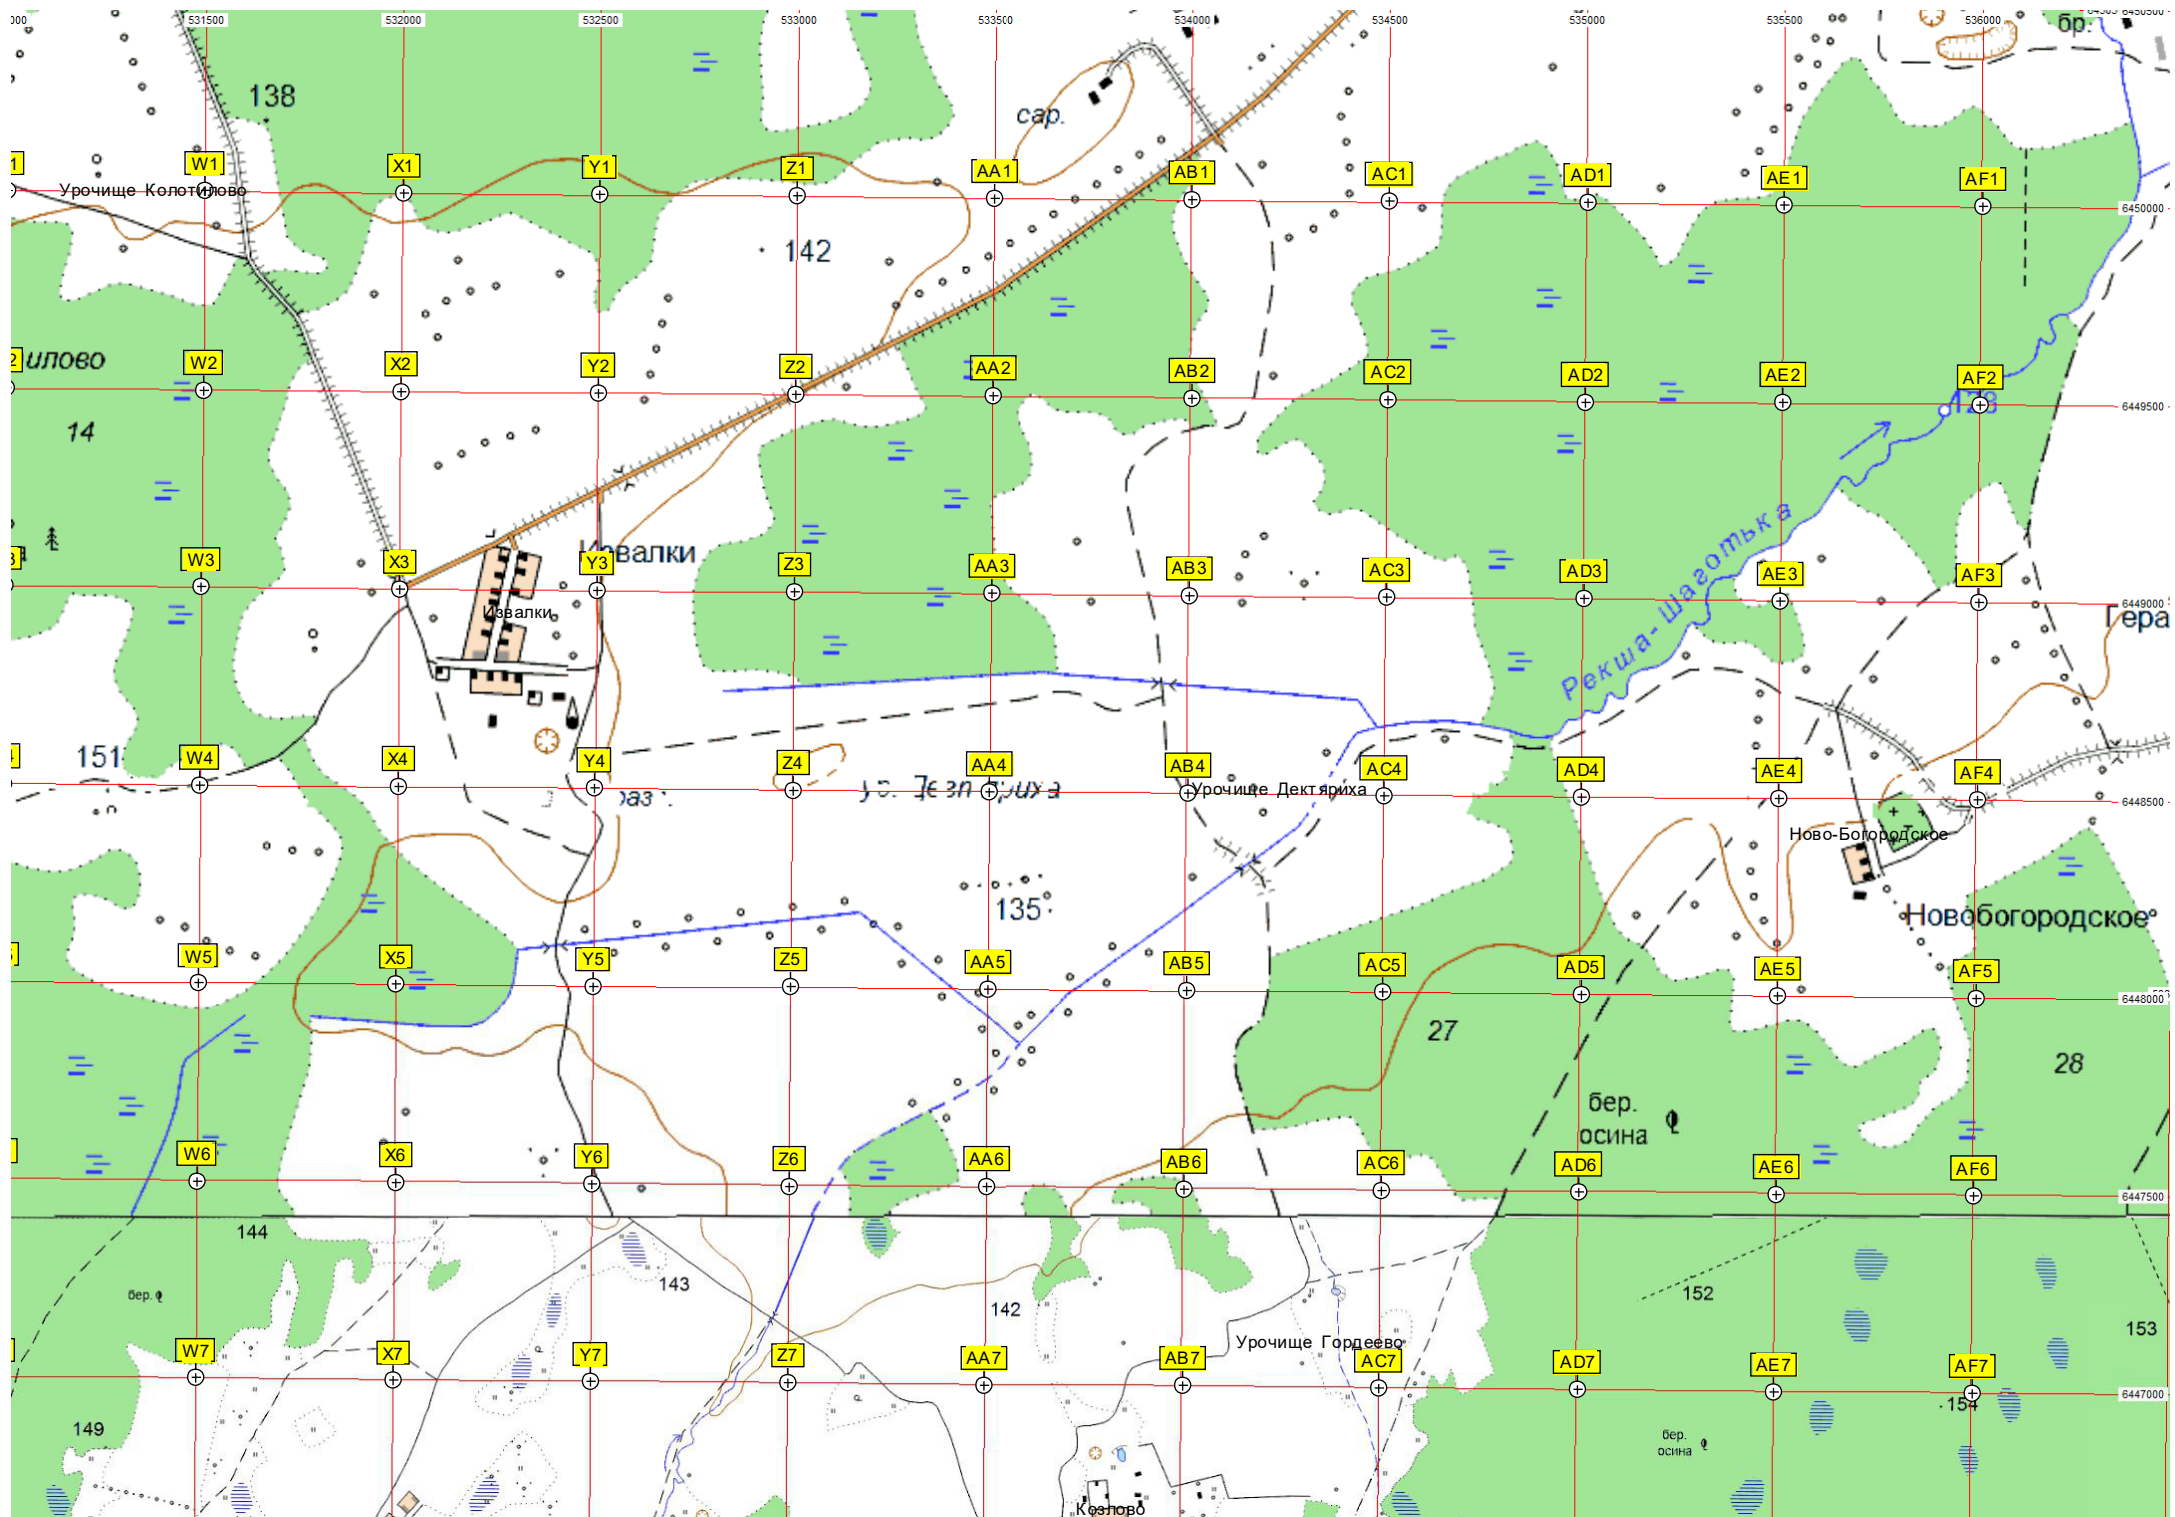 531500 532000 532500 533000 533500 534000 534500 535000 535500 536000
бр.
138
сар.
W1 X1 Y1 Z1 AA1 AB1 AC1 AD1 AE1 AF1
Урочище Колотилово
6450000
142
илово
W2 X2 Y2 Z2 AA2 AB2 AC2 AD2 AE2 AF2
128
6449500
14
Рекша-Шаготька
Извалки
W3 X3 Y3 Z3 AA3 AB3 AC3 AD3 AE3 AF3
6449000
Извалки
Гера
151
W4 X4 Y4 Z4 AA4 AB4 AC4 AD4 AE4 AF4
Урочище Дектяриха
6448500
Ново-Богородское
135
Новобогородское
W5 X5 Y5 Z5 AA5 AB5 AC5 AD5 AE5 AF5
6448000
27
28
бер.
осина
W6 X6 Y6 Z6 AA6 AB6 AC6 AD6 AE6 AF6
6447500
144
143
бер.
142
152
153
Урочище Гордеево
W7 X7 Y7 Z7 AA7 AB7 AC7 AD7 AE7 AF7
6447000
154
149
бер.
осина
Козлово